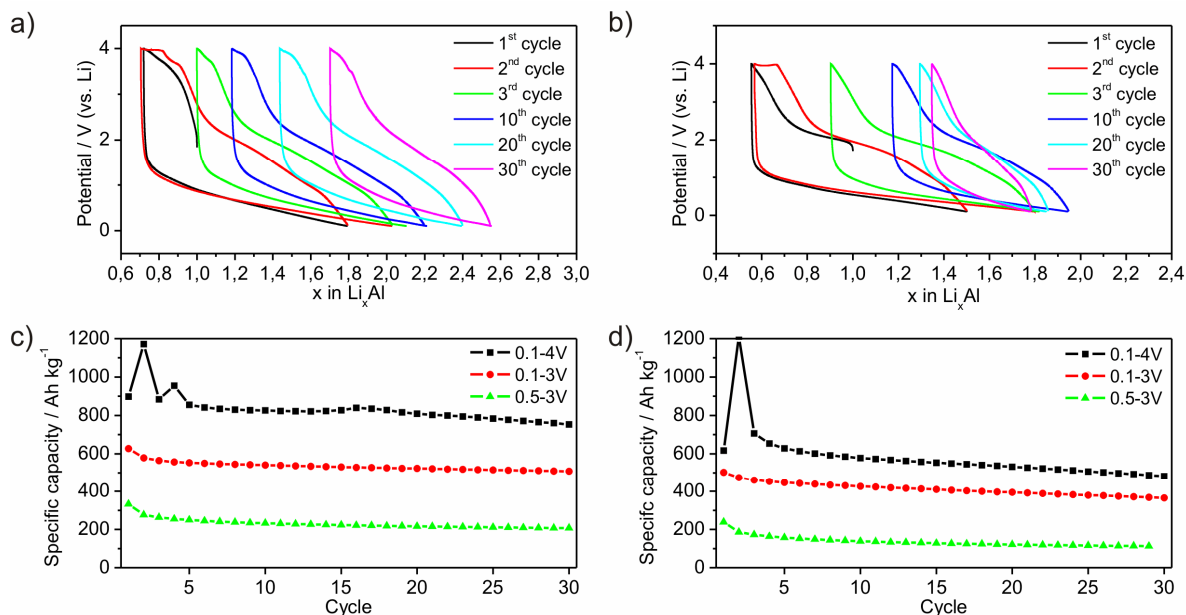 a)
4
2
0
Potential / V (vs. Li)
1st cycle
2nd cycle
3rd cycle
10th cycle
20th cycle
30th cycle
0,6 0,8 1,0 1,2 1,4 1,6 1,8 2,0 2,2 2,4 2,6 2,8 3,0
x in LixAl
b)
4
2
0
Potential / V (vs. Li)
1st cycle
2nd cycle
3rd cycle
10th cycle
20th cycle
30th cycle
0,4 0,6 0,8 1,0 1,2 1,4 1,6 1,8 2,0 2,2 2,4
x in LixAl
c)
1200
1000
800
600
400
200
0
Specific capacity / Ah kg-1
0.1-4V
0.1-3V
0.5-3V
5 10 15 20 25 30
Cycle
d)
1200
1000
800
600
400
200
0
Specifc capacity / Ah kg-1
0.1-4V
0.1-3V
0.5-3V
5 10 15 20 25 30
Cycle